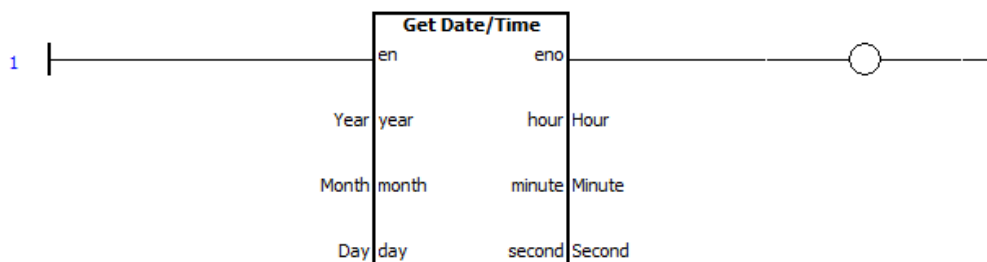 Get Date/Time
1 en eno
Year year hour Hour
Month month minute Minute
Day day second Second